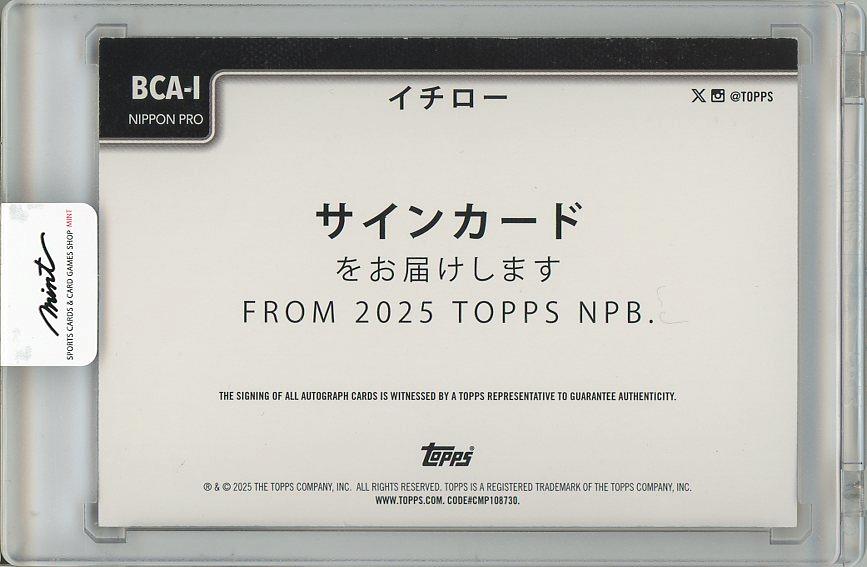 BCA-I
NIPPON PRO
イチロー
@TOPPS
サインカード
をお届けします
FROM 2025 TOPPS NPB.
THE SIGNING OF ALL AUTOGRAPH CARDS IS WITNESSED BY A TOPPS REPRESENTATIVE TO GUARANTEE AUTHENTICITY.
topps®
® & © 2025 THE TOPPS COMPANY, INC. ALL RIGHTS RESERVED. TOPPS IS A REGISTERED TRADEMARK OF THE TOPPS COMPANY, INC.
WWW.TOPPS.COM. CODE#CMP108730.
mint
SPORTS CARDS & CARD GAMES SHOP MINT